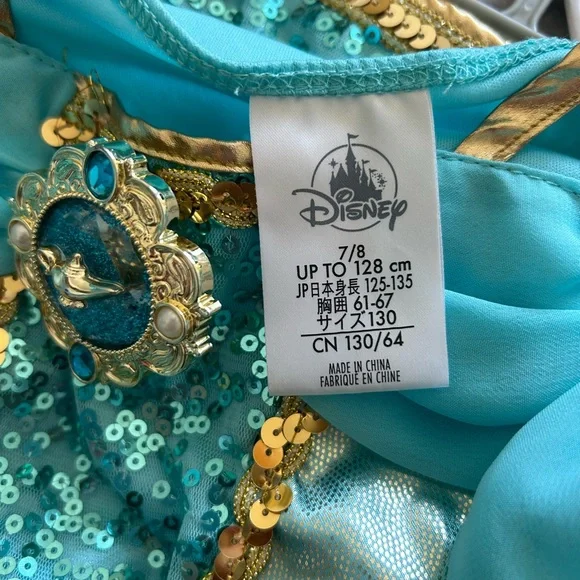 Disney
7/8
UP TO 128 cm
JP日本身長 125-135
胸囲 61-67
サイズ130
CN 130/64
MADE IN CHINA
FABRIQUÉ EN CHINE